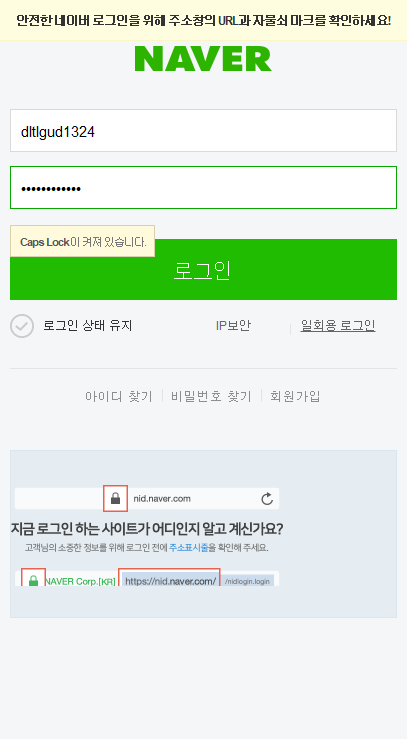 안전한 네이버 로그인을 위해 주소창의 URL과 자물쇠 마크를 확인하세요!
NAVER
dltlgud1324
••••••••••••
Caps Lock이 켜져 있습니다.
로그인
로그인 상태 유지 IP보안 일회용 로그인
아이디 찾기 비밀번호 찾기 회원가입
nid.naver.com
지금 로그인 하는 사이트가 어디인지 알고 계신가요?
고객님의 소중한 정보를 위해 로그인 전에 주소표시줄을 확인해 주세요.
NAVER Corp.[KR] https://nid.naver.com/ /nidlogin.login